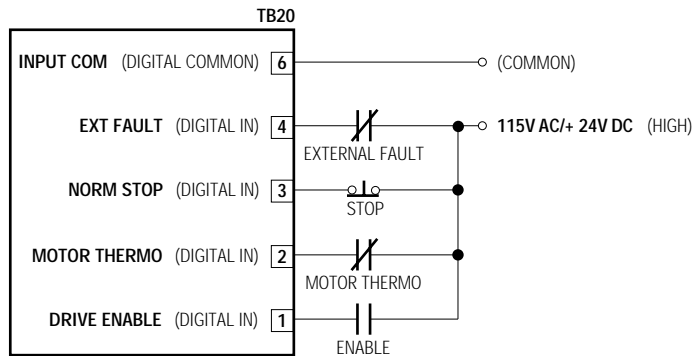 TB20
INPUT COM (DIGITAL COMMON) 6 (COMMON)
EXT FAULT (DIGITAL IN) 4 115V AC/+ 24V DC (HIGH)
EXTERNAL FAULT
NORM STOP (DIGITAL IN) 3
STOP
MOTOR THERMO (DIGITAL IN) 2
MOTOR THERMO
DRIVE ENABLE (DIGITAL IN) 1
ENABLE